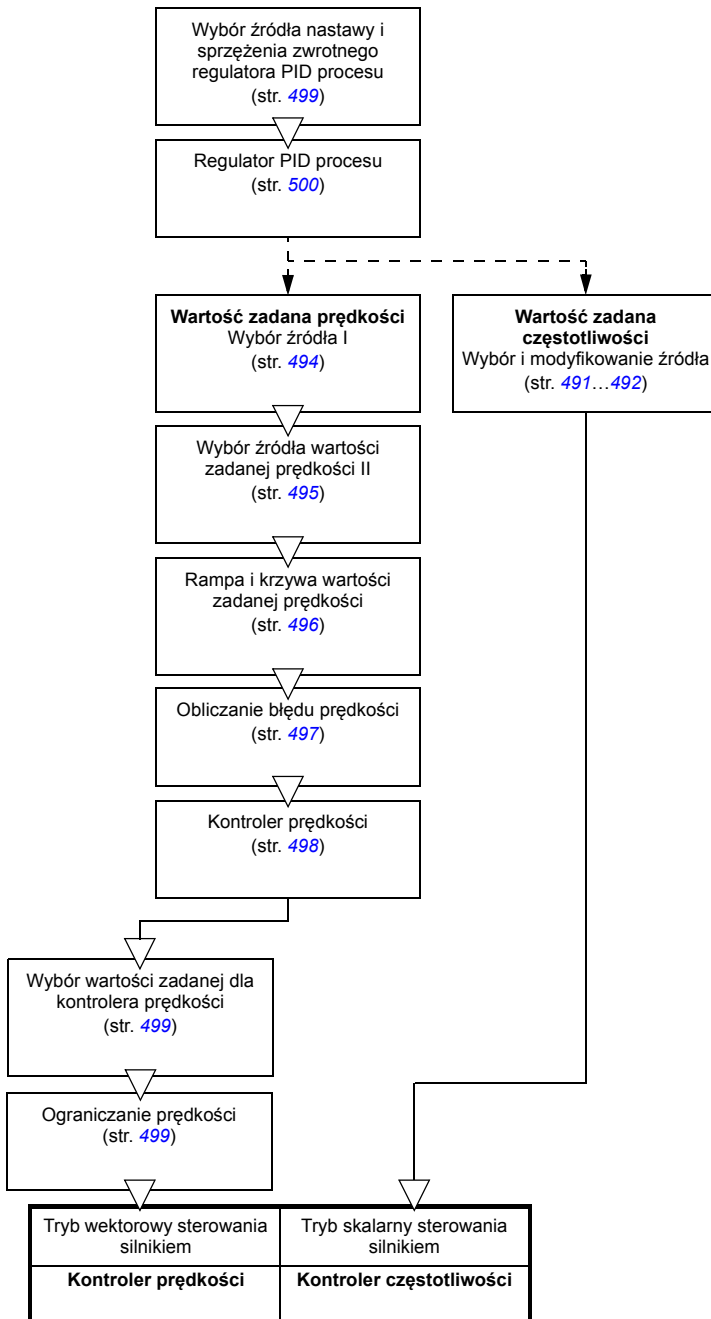 Wybór źródła nastawy i
sprzężenia zwrotnego
regulatora PID procesu
(str. 499)
Regulator PID procesu
(str. 500)
Wartość zadana prędkości
Wybór źródła I
(str. 494)
Wartość zadana
częstotliwości
Wybór i modyfikowanie źródła
(str. 491…492)
Wybór źródła wartości
zadanej prędkości II
(str. 495)
Rampa i krzywa wartości
zadanej prędkości
(str. 496)
Obliczanie błędu prędkości
(str. 497)
Kontroler prędkości
(str. 498)
Wybór wartości zadanej dla
kontrolera prędkości
(str. 499)
Ograniczanie prędkości
(str. 499)
Tryb wektorowy sterowania
silnikiem
Tryb skalarny sterowania
silnikiem
Kontroler prędkości
Kontroler częstotliwości